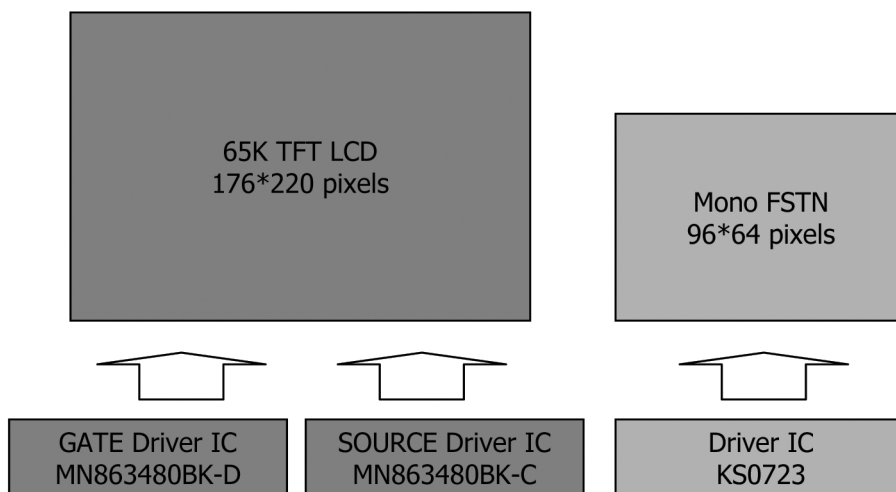 65K TFT LCD
176*220 pixels
Mono FSTN
96*64 pixels
GATE Driver IC
MN863480BK-D
SOURCE Driver IC
MN863480BK-C
Driver IC
KS0723